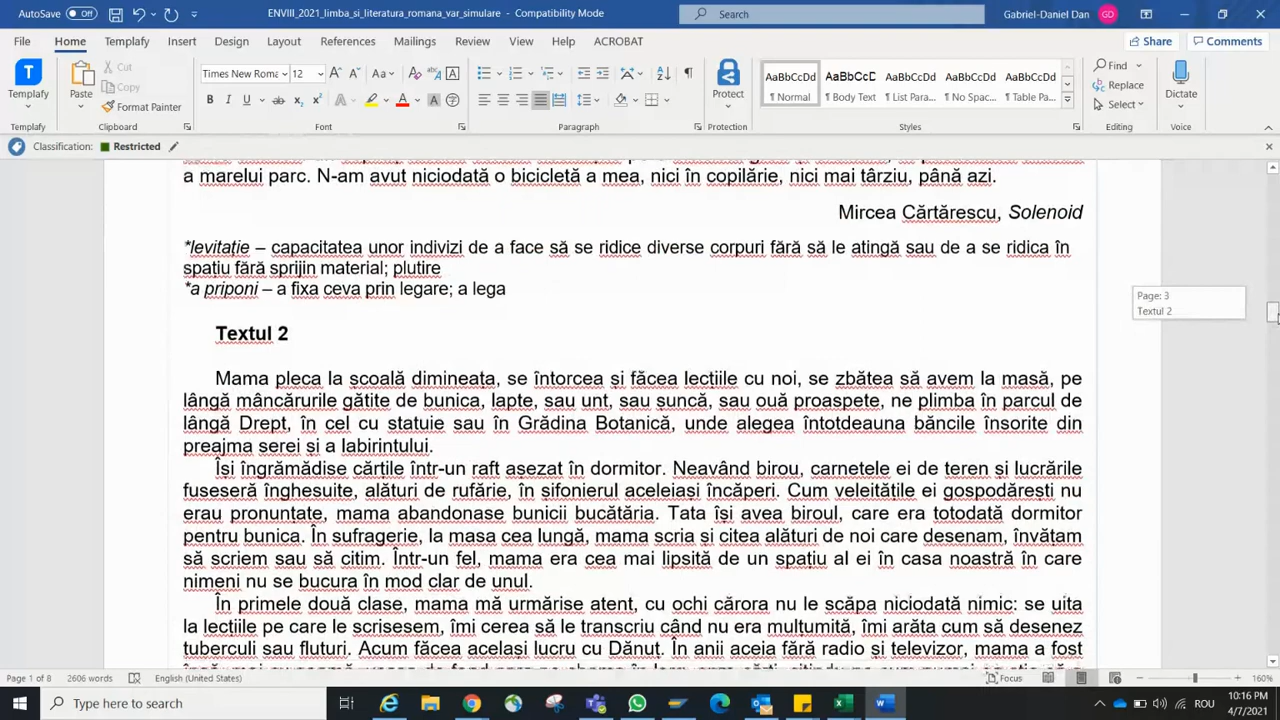 AutoSave Off ENVIII_2021_limba_si_literatura_romana_var_simulare - Compatibility Mode Search Gabriel-Daniel Dan GD
File Home Templafy Insert Design Layout References Mailings Review View Help ACROBAT Share Comments
Templafy Paste Cut Copy Format Painter Times New Roma 12 AaBbCcDd AaBbCcDc AaBbCcDd AaBbCcDd AaBbCcDd Protect Find Replace Select Dictate
¶ Normal ¶ Body Text ¶ List Para... ¶ No Spac... ¶ Table Pa...
Templafy Clipboard Font Paragraph Protection Styles Editing Voice
Classification: Restricted
a marelui parc. N-am avut niciodată o bicicletă a mea, nici în copilărie, nici mai târziu, până azi.
Mircea Cărtărescu, Solenoid
*levitație – capacitatea unor indivizi de a face să se ridice diverse corpuri fără să le atingă sau de a se ridica în
spațiu fără sprijin material; plutire
*a priponi – a fixa ceva prin legare; a lega
Page: 3
Textul 2
Textul 2
Mama pleca la școală dimineața, se întorcea și făcea lecțiile cu noi, se zbătea să avem la masă, pe
lângă mâncărurile gătite de bunica, lapte, sau unt, sau șuncă, sau ouă proaspete, ne plimba în parcul de
lângă Drept, în cel cu statuie sau în Grădina Botanică, unde alegea întotdeauna băncile însorite din
preajma serei și a labirintului.
Își îngrămădise cărțile într-un raft așezat în dormitor. Neavând birou, carnetele ei de teren și lucrările
fuseseră înghesuite, alături de rufărie, în șifonierul aceleiași încăperi. Cum veleitățile ei gospodărești nu
erau pronunțate, mama abandonase bunicii bucătăria. Tata își avea biroul, care era totodată dormitor
pentru bunica. În sufragerie, la masa cea lungă, mama scria și citea alături de noi care desenam, învățam
să scriem sau să citim. Într-un fel, mama era cea mai lipsită de un spațiu al ei în casa noastră în care
nimeni nu se bucura în mod clar de unul.
În primele două clase, mama mă urmărise atent, cu ochi cărora nu le scăpa niciodată nimic: se uita
la lecțiile pe care le scrisesem, îmi cerea să le transcriu când nu era mulțumită, îmi arăta cum să desenez
tuberculi sau fluturi. Acum făcea același lucru cu Dănuț. În anii aceia fără radio și televizor, mama a fost
Page 1 of 8 2606 words English (United States) Focus 160%
Type here to search ROU 10:16 PM
4/7/2021